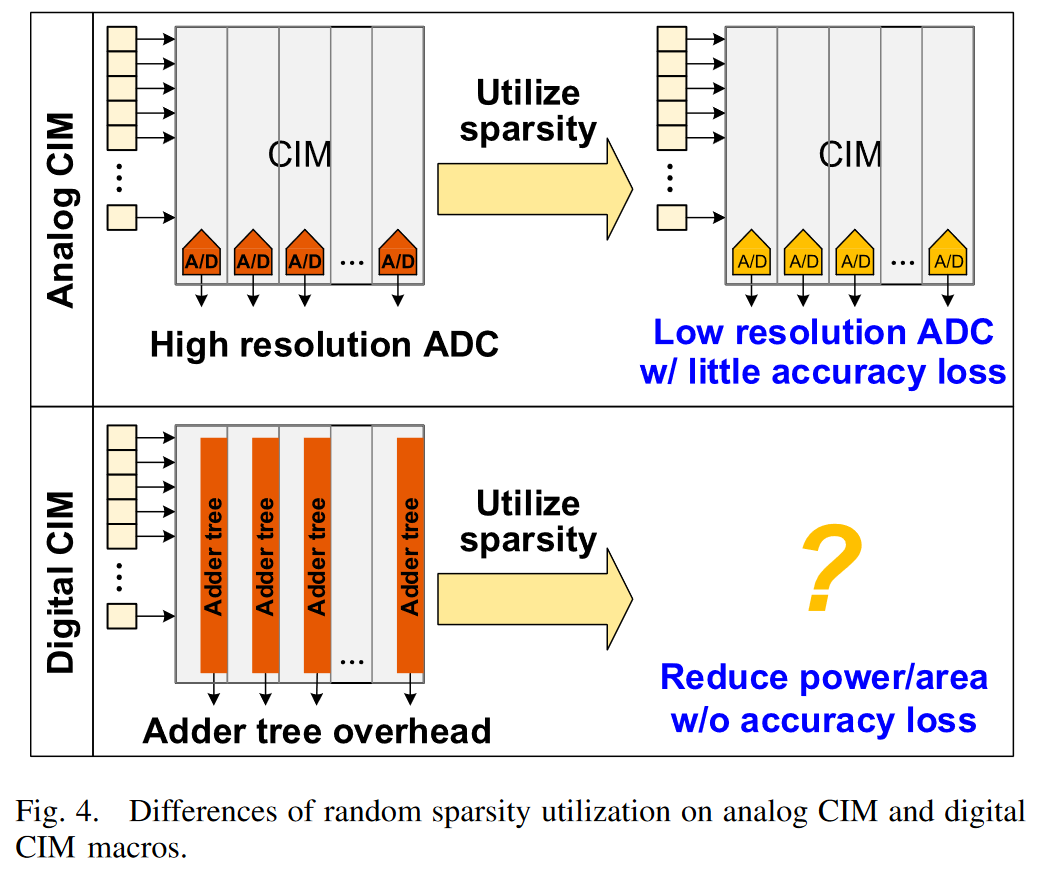 Analog CIM
CIM
A/D A/D A/D ... A/D
High resolution ADC
Utilize
sparsity
CIM
A/D A/D A/D ... A/D
Low resolution ADC
w/ little accuracy loss
Digital CIM
Adder tree
Adder tree
Adder tree
...
Adder tree
Adder tree overhead
Utilize
sparsity
?
Reduce power/area
w/o accuracy loss
Fig. 4. Differences of random sparsity utilization on analog CIM and digital
CIM macros.